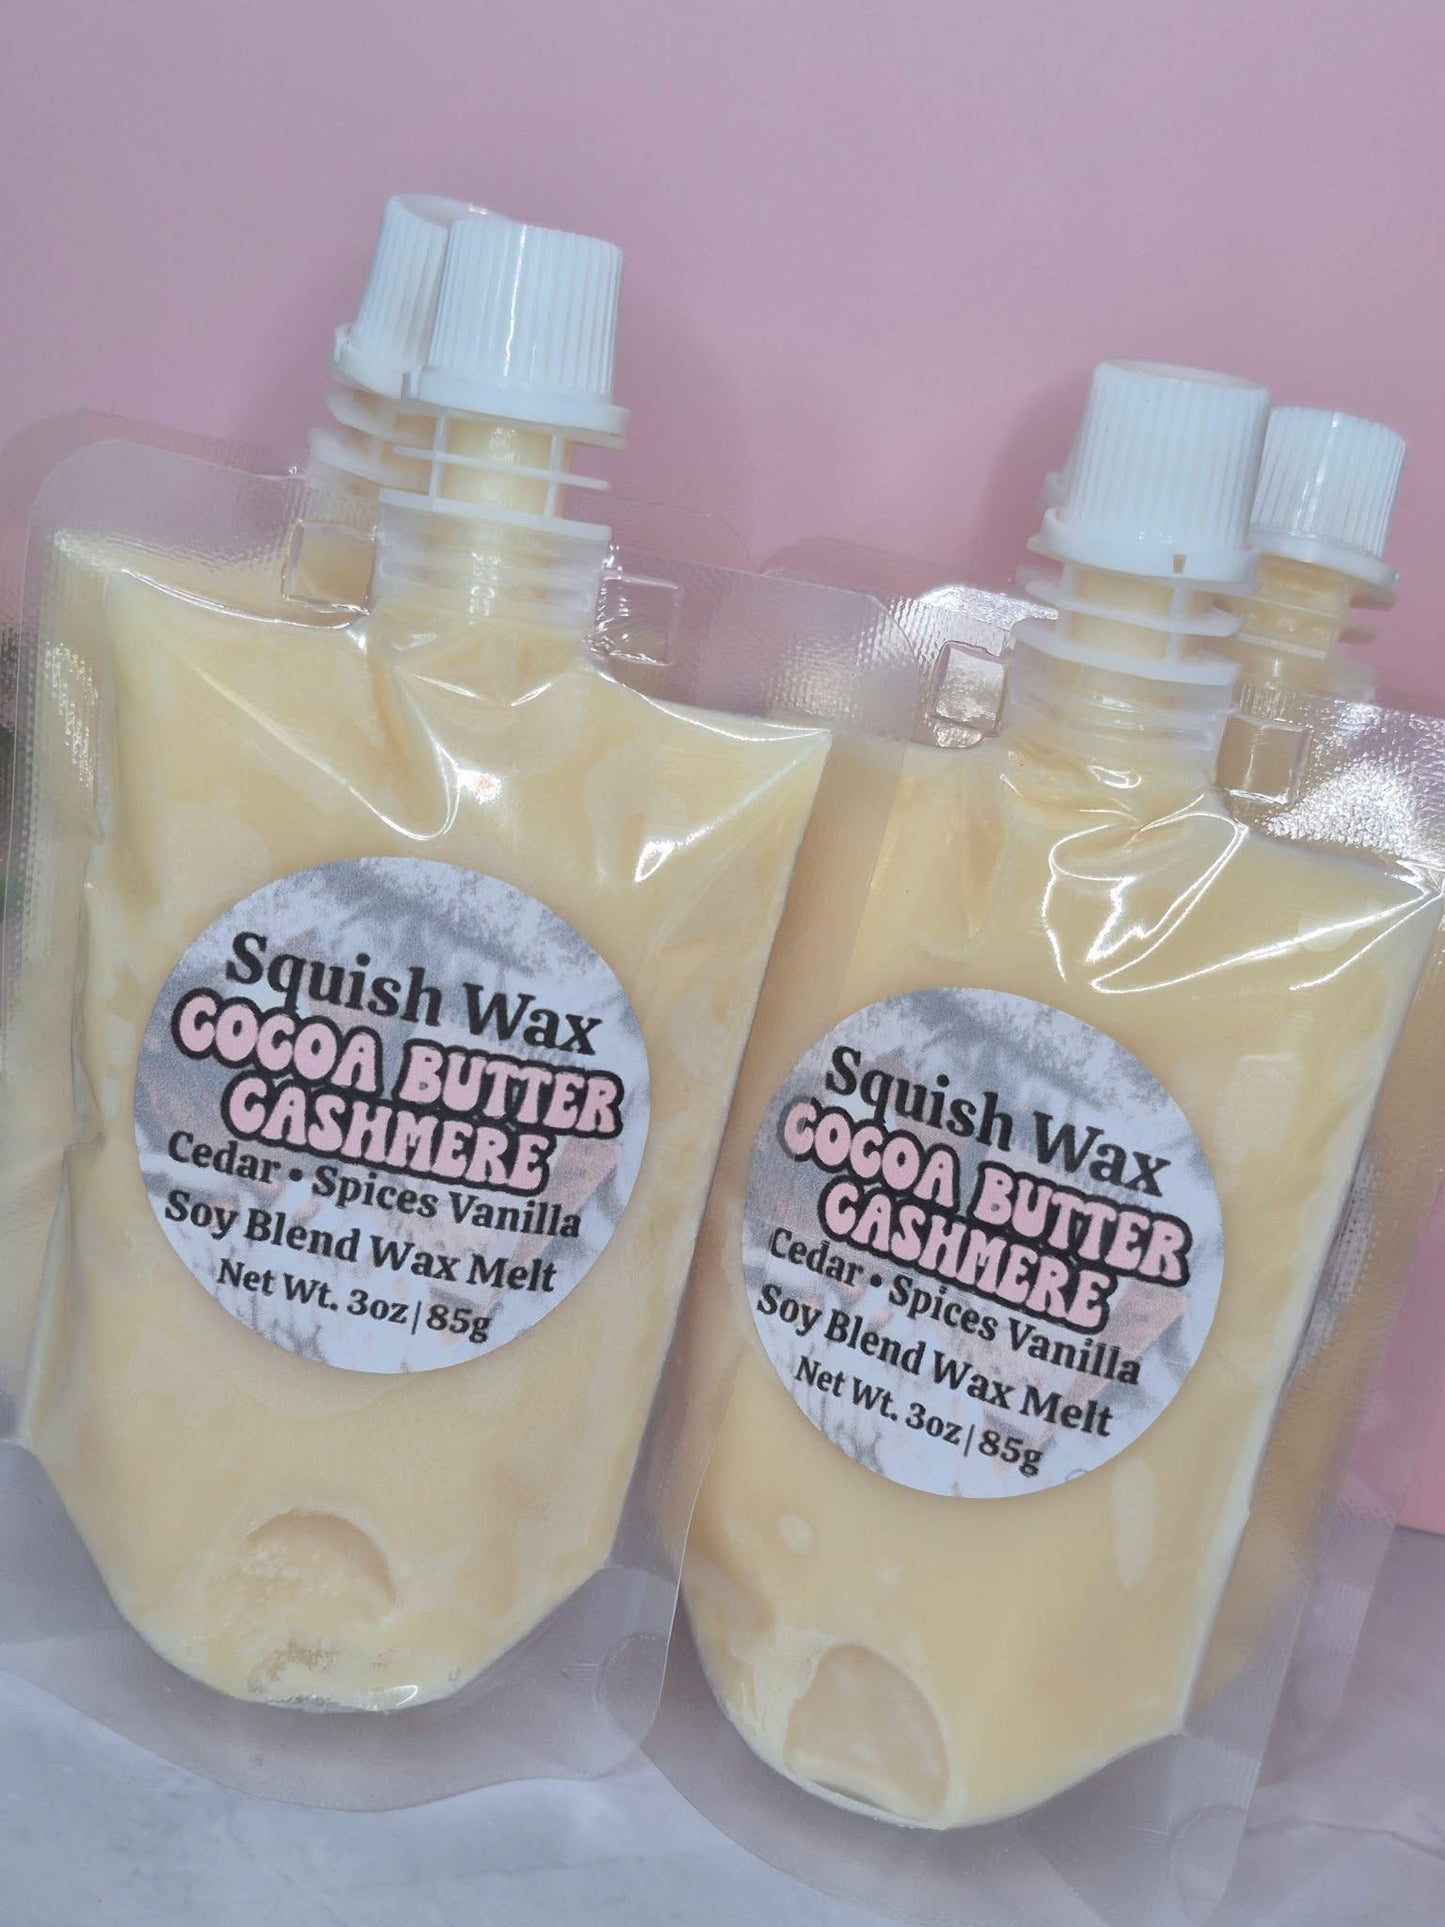 Squish Wax
COCOA BUTTER
CASHMERE
Cedar • Spices Vanilla
Soy Blend Wax Melt
Net Wt. 3oz | 85g
Squish Wax
COCOA BUTTER
CASHMERE
Cedar • Spices Vanilla
Soy Blend Wax Melt
Net Wt. 3oz | 85g